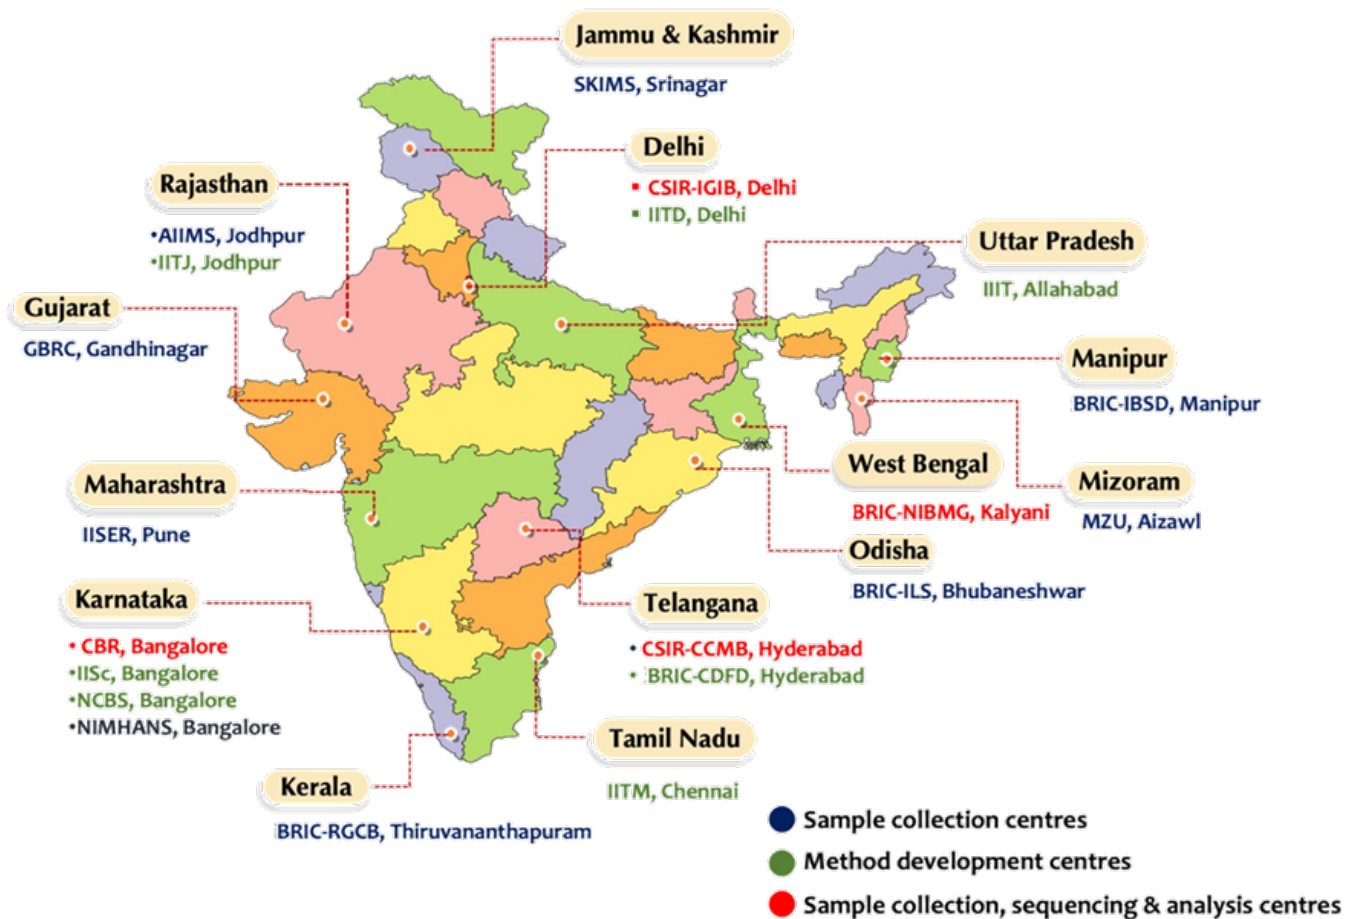 Jammu & Kashmir
SKIMS, Srinagar
Delhi
▪ CSIR-IGIB, Delhi
▪ IITD, Delhi
Rajasthan
•AIIMS, Jodhpur
•IITJ, Jodhpur
Uttar Pradesh
IIIT, Allahabad
Gujarat
GBRC, Gandhinagar
Manipur
BRIC-IBSD, Manipur
West Bengal
BRIC-NIBMG, Kalyani
Mizoram
MZU, Aizawl
Maharashtra
IISER, Pune
Odisha
BRIC-ILS, Bhubaneshwar
Karnataka
• CBR, Bangalore
•IISc, Bangalore
•NCBS, Bangalore
•NIMHANS, Bangalore
Telangana
• CSIR-CCMB, Hyderabad
• BRIC-CDFD, Hyderabad
Tamil Nadu
IITM, Chennai
Kerala
BRIC-RGCB, Thiruvananthapuram
Sample collection centres
Method development centres
Sample collection, sequencing & analysis centres